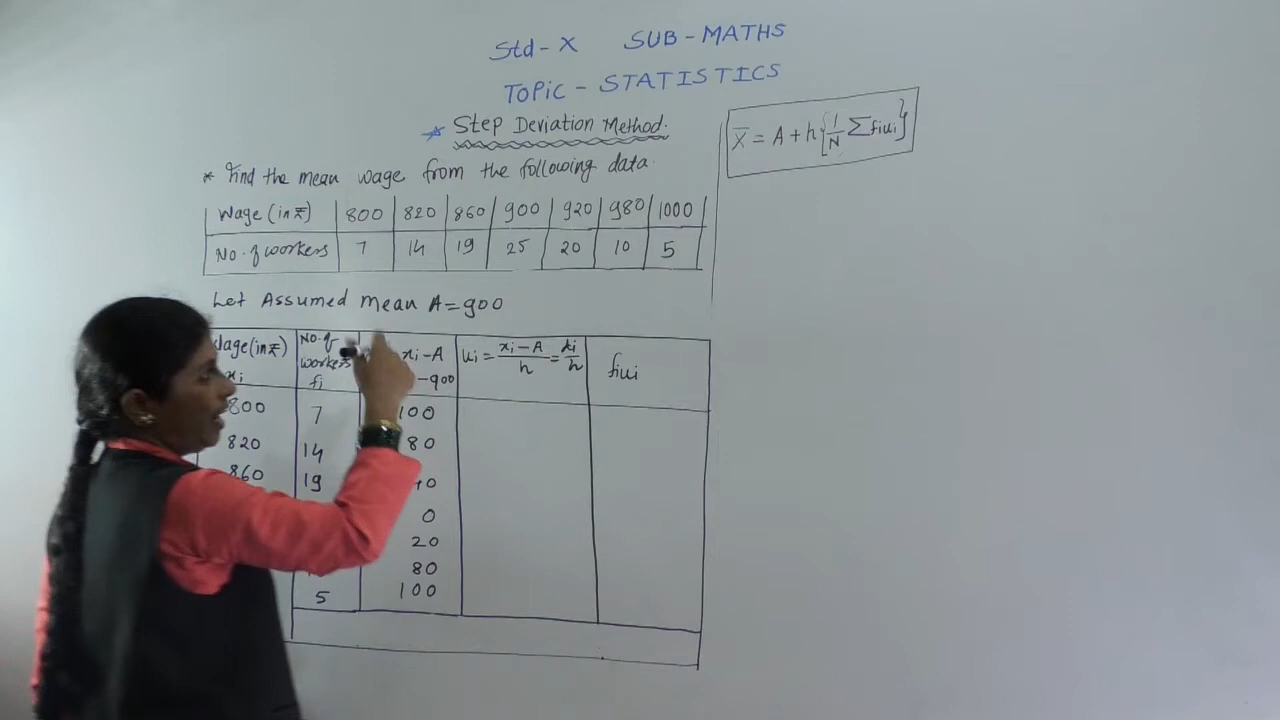 Std - X SUB - MATHS
TOPIC - STATISTICS
* Step Deviation Method.
X̄ = A + h{1/N Σfiui}
* Find the mean wage from the following data.
Wage (in ₹) 800 820 860 900 920 980 1000
No. of workers 7 14 19 25 20 10 5
Let Assumed mean A = 900
Wage (in ₹) xi
No. of workers fi
xi - A
- 900
ui = xi - A / h = di / h
fiui
800 7 100
820 14 80
860 19
0
20
80
5 100